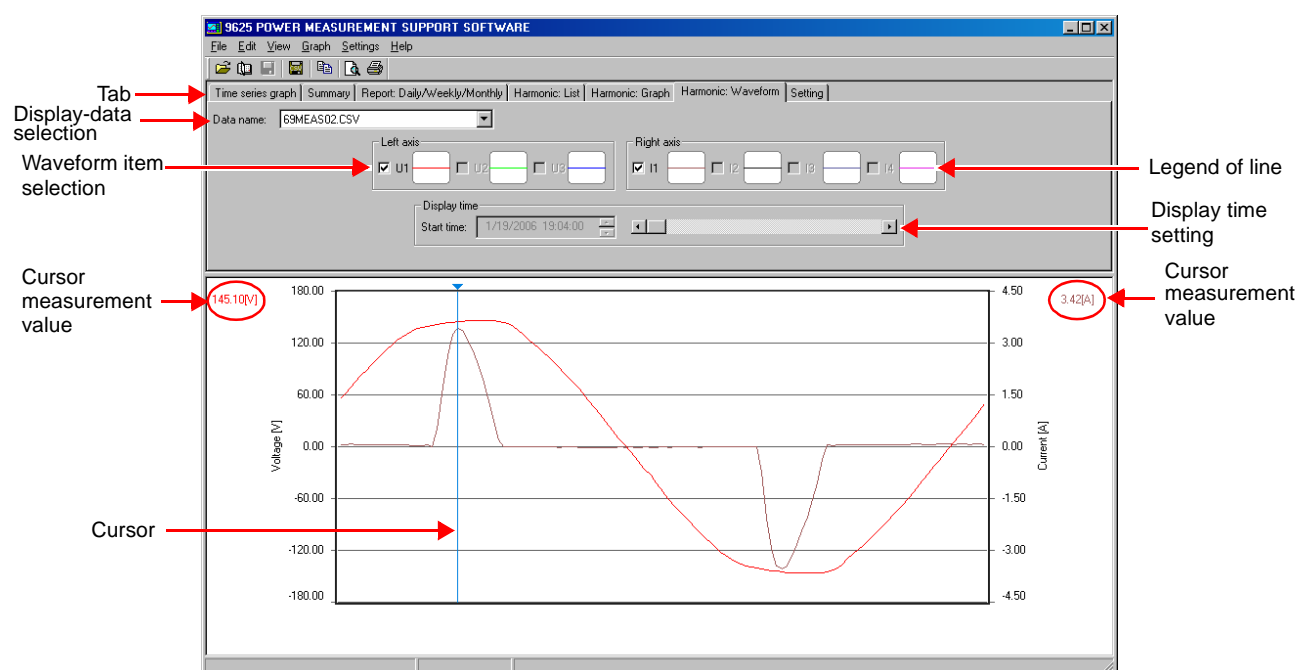 9625 POWER MEASUREMENT SUPPORT SOFTWARE
File Edit View Graph Settings Help
Tab
Time series graph Summary Report: Daily/Weekly/Monthly Harmonic: List Harmonic: Graph Harmonic: Waveform Setting
Display-data
selection
Data name: 69MEAS02.CSV
Left axis
Right axis
Waveform item
selection
U1 U2 U3
I1 I2 I3 I4
Legend of line
Display time
Start time: 1/19/2006 19:04:00
Display time
setting
Cursor
measurement
value
145.10[V]
3.42[A]
Cursor
measurement
value
180.00
120.00
60.00
0.00
-60.00
-120.00
-180.00
Voltage [V]
4.50
3.00
1.50
0.00
-1.50
-3.00
-4.50
Current [A]
Cursor